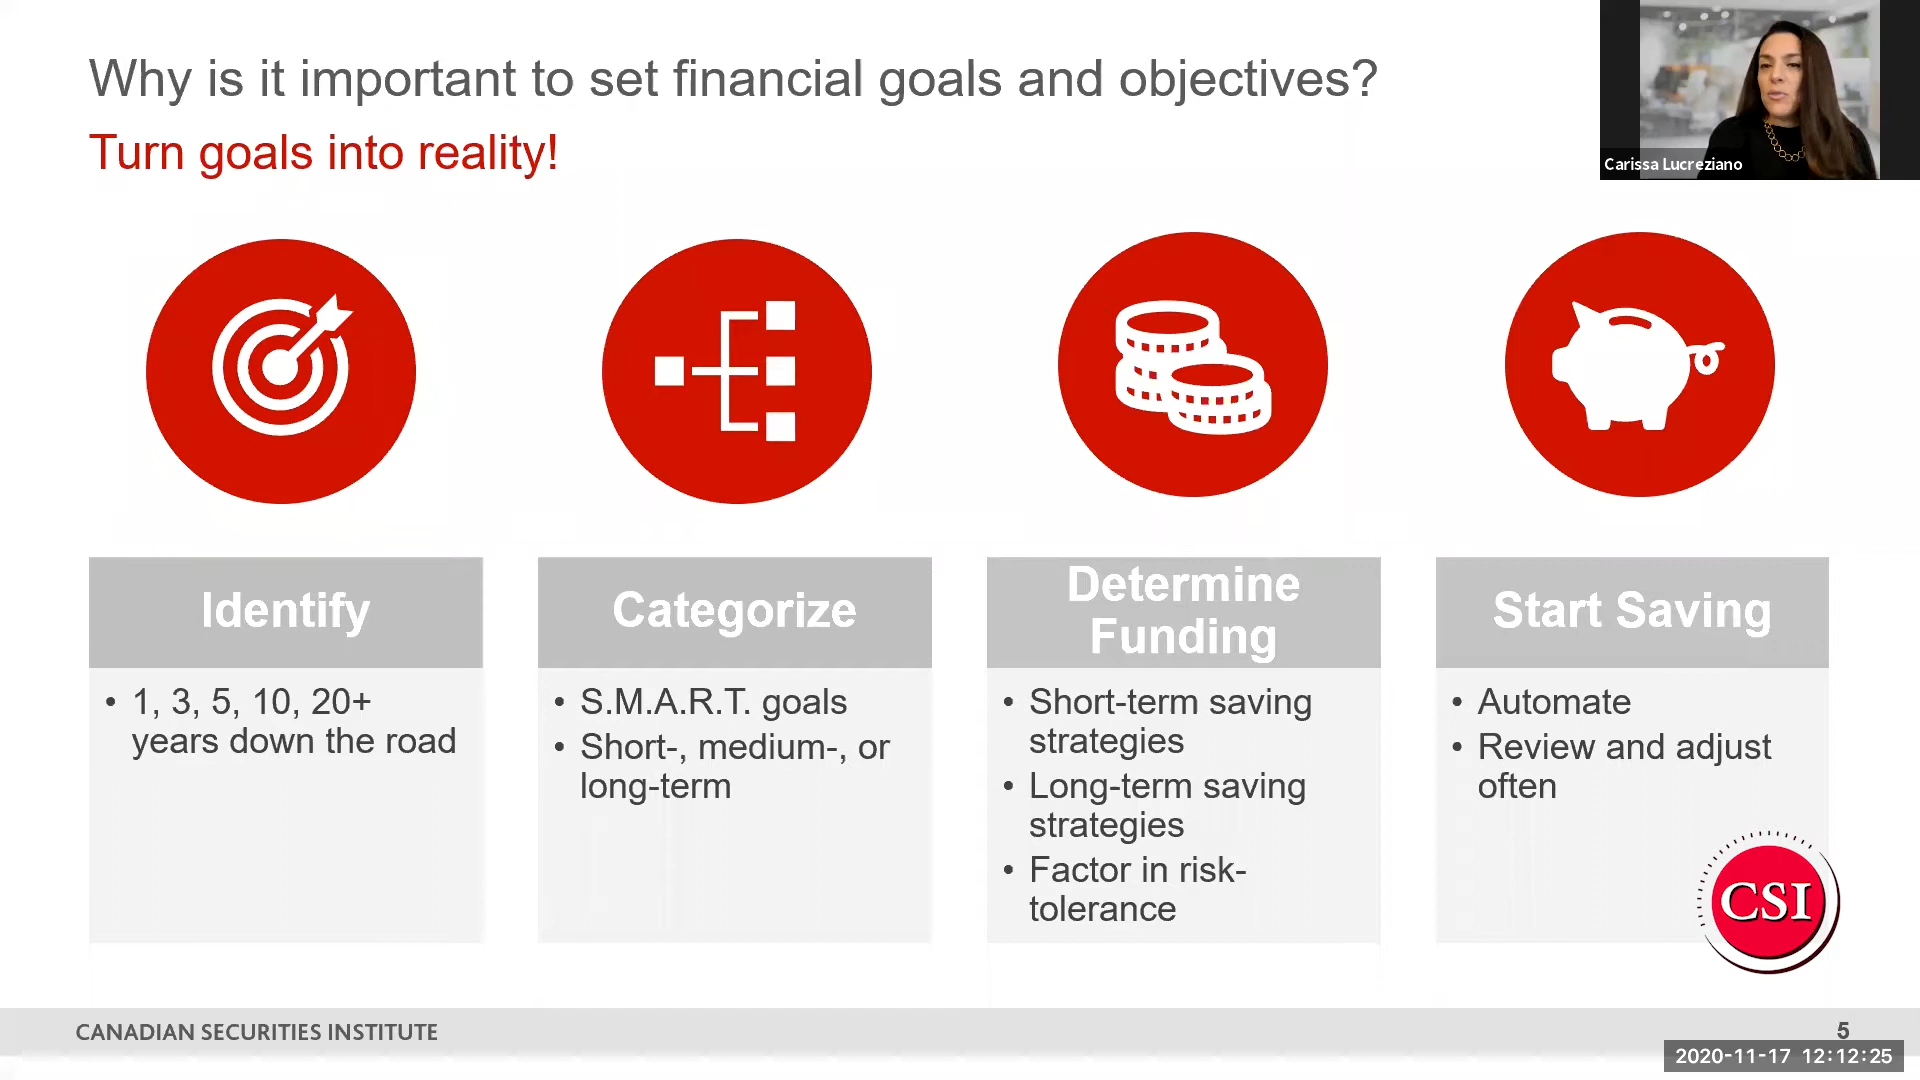 Why is it important to set financial goals and objectives?
Turn goals into reality!
Carissa Lucreziano
Identify
• 1, 3, 5, 10, 20+
years down the road
Categorize
• S.M.A.R.T. goals
• Short-, medium-, or
long-term
Determine
Funding
• Short-term saving
strategies
• Long-term saving
strategies
• Factor in risk-
tolerance
Start Saving
• Automate
• Review and adjust
often
CSI
CANADIAN SECURITIES INSTITUTE
5
2020-11-17 12:12:25